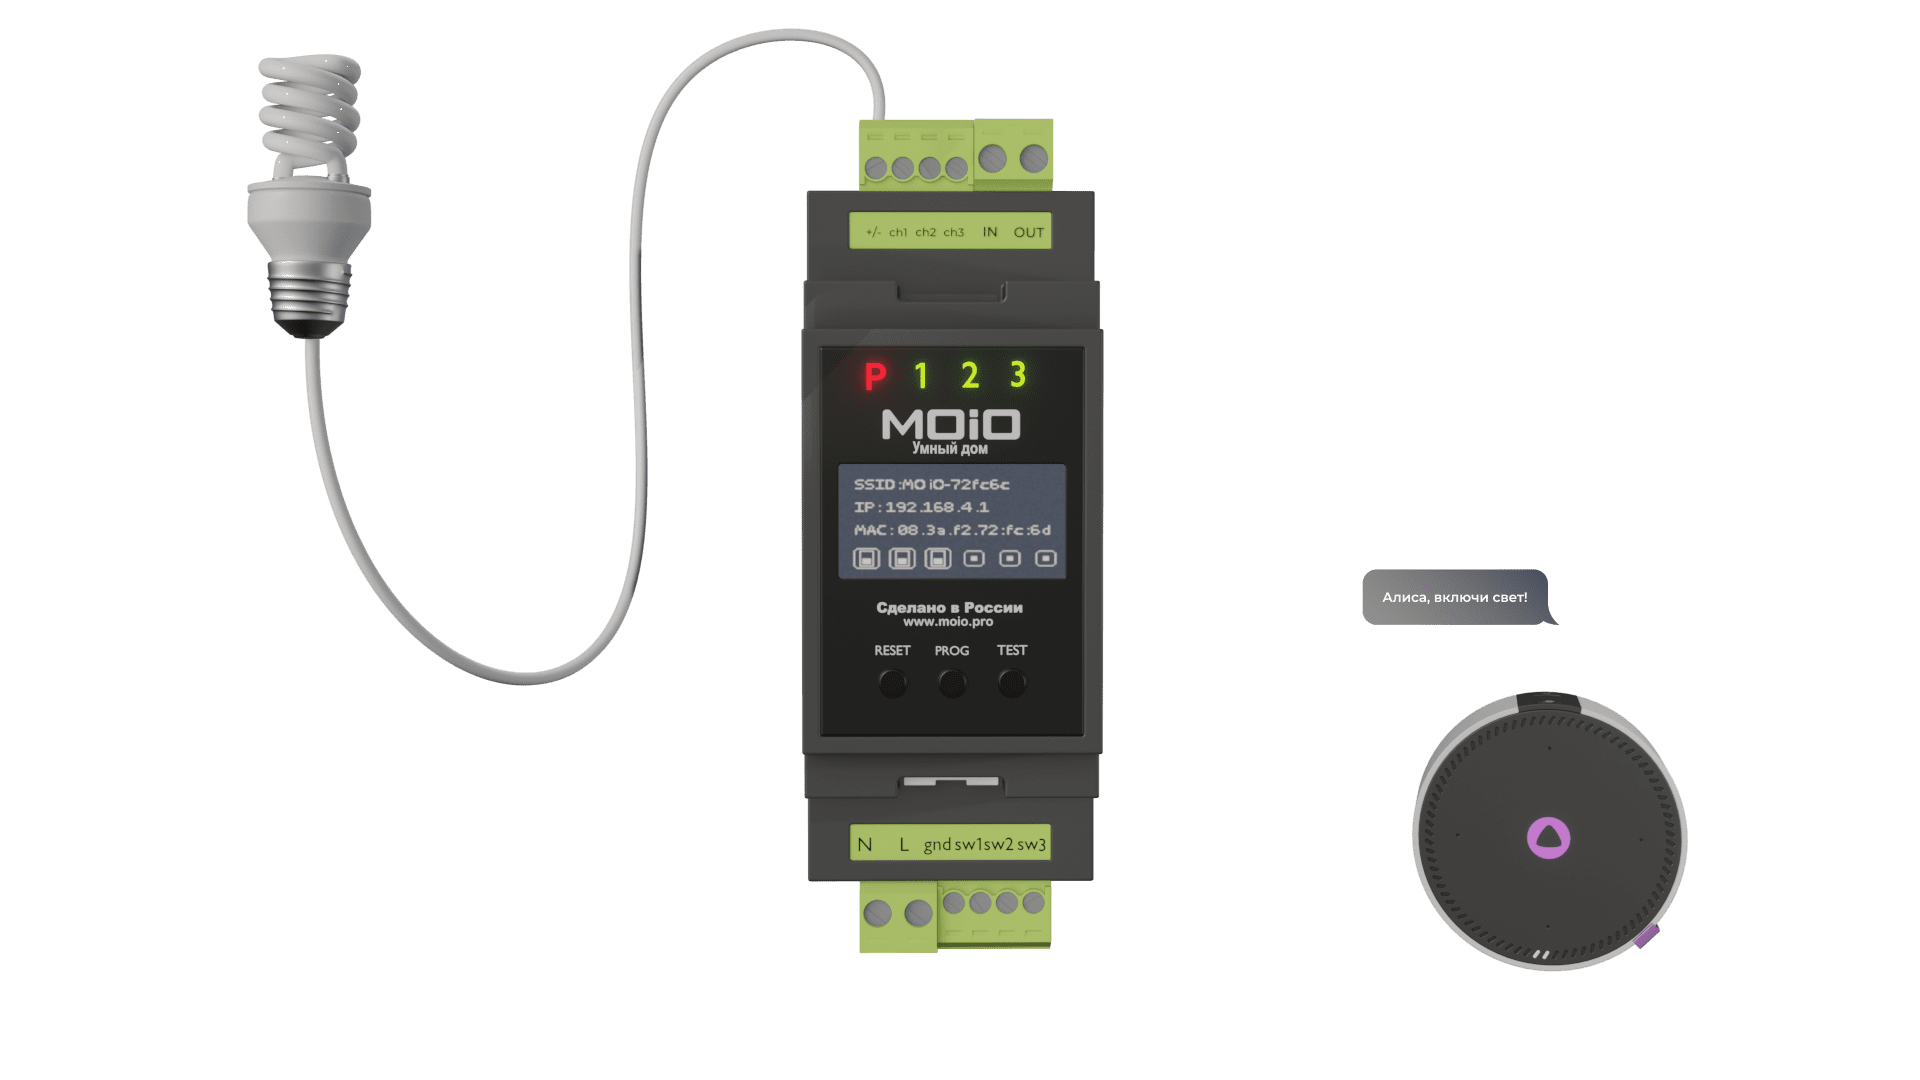 +/- ch1 ch2 ch3 IN OUT
P 1 2 3
MOiO
Умный дом
SSID:MOiO-72fc6c
IP:192.168.4.1
MAC:08.3a.f2.72:fc:6d
Сделано в России
www.moio.pro
RESET PROG TEST
N L gnd sw1 sw2 sw3
Алиса, включи свет!